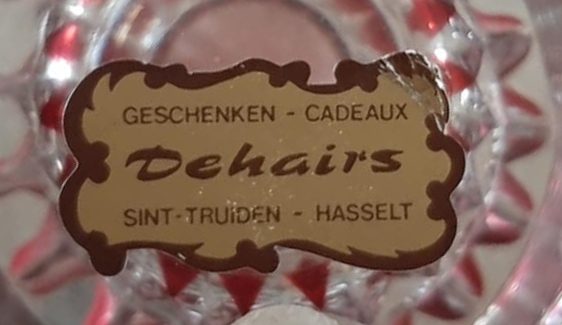 GESCHENKEN - CADEAUX
Dehairs
SINT-TRUIDEN - HASSELT